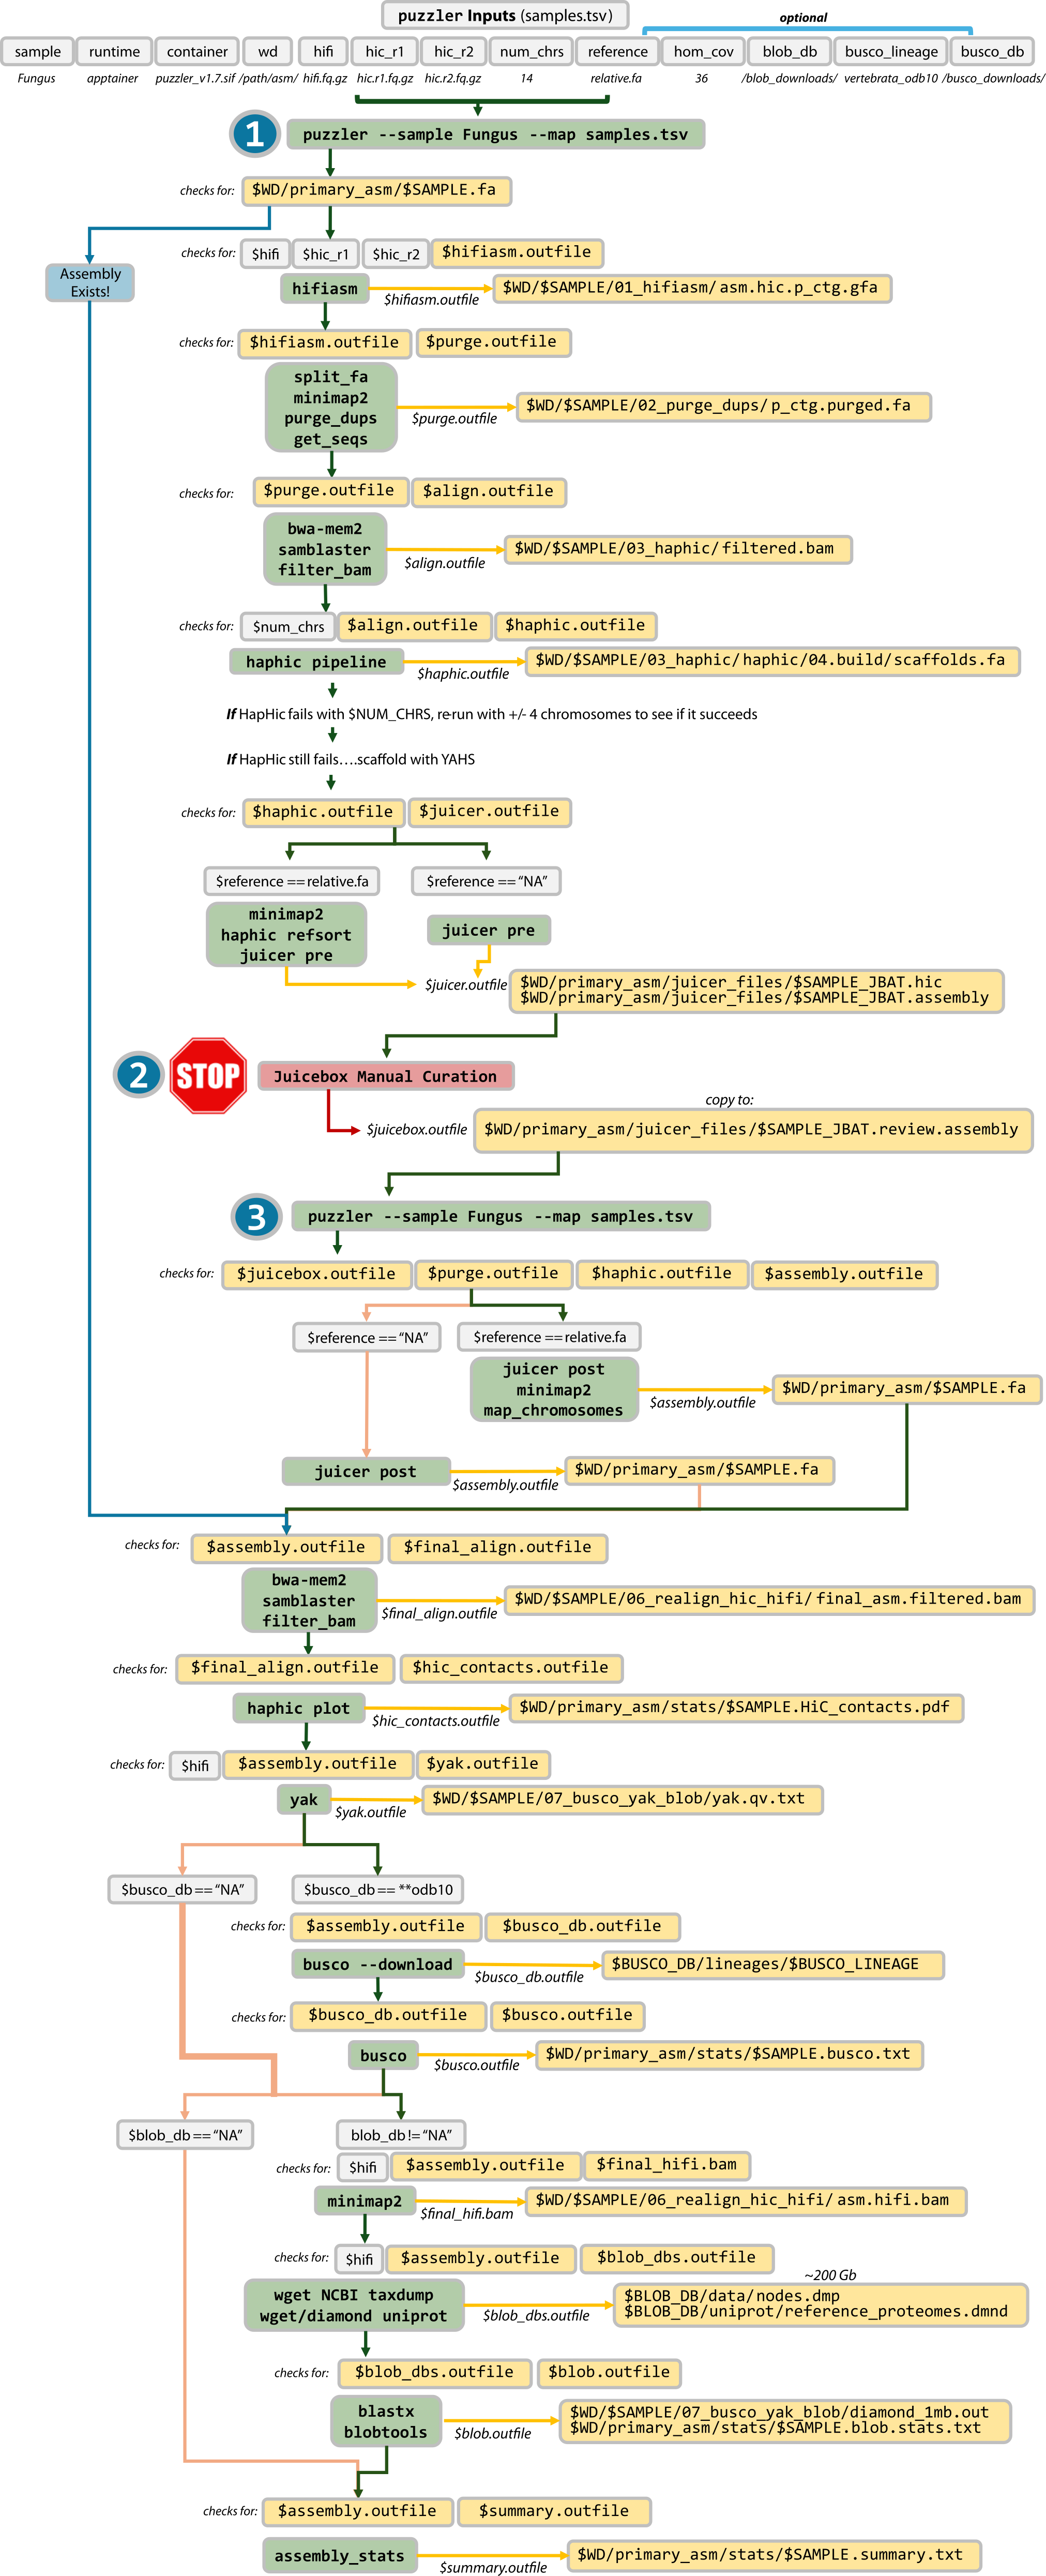 puzzler Inputs (samples.tsv)
optional
sample runtime container wd hifi hic_r1 hic_r2 num_chrs reference hom_cov blob_db busco_lineage busco_db
Fungus apptainer puzzler_v1.7.sif /path/asm/ hifi.fq.gz hic.r1.fq.gz hic.r2.fq.gz 14 relative.fa 36 /blob_downloads/ vertebrata_odb10 /busco_downloads/
1 puzzler --sample Fungus --map samples.tsv
checks for: $WD/primary_asm/$SAMPLE.fa
checks for: $hifi $hic_r1 $hic_r2 $hifiasm.outfile
Assembly
Exists!
hifiasm $hifiasm.outfile $WD/$SAMPLE/01_hifiasm/asm.hic.p_ctg.gfa
checks for: $hifiasm.outfile $purge.outfile
split_fa
minimap2
purge_dups
get_seqs
$purge.outfile $WD/$SAMPLE/02_purge_dups/p_ctg.purged.fa
checks for: $purge.outfile $align.outfile
bwa-mem2
samblaster
filter_bam
$align.outfile $WD/$SAMPLE/03_haphic/filtered.bam
checks for: $num_chrs $align.outfile $haphic.outfile
haphic pipeline $haphic.outfile $WD/$SAMPLE/03_haphic/haphic/04.build/scaffolds.fa
If HapHic fails with $NUM_CHRS, re-run with +/- 4 chromosomes to see if it succeeds
If HapHic still fails....scaffold with YAHS
checks for: $haphic.outfile $juicer.outfile
$reference == relative.fa $reference == “NA”
minimap2
haphic refsort
juicer pre
juicer pre
$juicer.outfile
$WD/primary_asm/juicer_files/$SAMPLE_JBAT.hic
$WD/primary_asm/juicer_files/$SAMPLE_JBAT.assembly
2 STOP Juicebox Manual Curation
copy to:
$juicebox.outfile $WD/primary_asm/juicer_files/$SAMPLE_JBAT.review.assembly
3 puzzler --sample Fungus --map samples.tsv
checks for: $juicebox.outfile $purge.outfile $haphic.outfile $assembly.outfile
$reference == “NA” $reference == relative.fa
juicer post
minimap2
map_chromosomes
$assembly.outfile $WD/primary_asm/$SAMPLE.fa
juicer post $assembly.outfile $WD/primary_asm/$SAMPLE.fa
checks for: $assembly.outfile $final_align.outfile
bwa-mem2
samblaster
filter_bam
$final_align.outfile $WD/$SAMPLE/06_realign_hic_hifi/final_asm.filtered.bam
checks for: $final_align.outfile $hic_contacts.outfile
haphic plot $hic_contacts.outfile $WD/primary_asm/stats/$SAMPLE.HiC_contacts.pdf
checks for: $hifi $assembly.outfile $yak.outfile
yak $yak.outfile $WD/$SAMPLE/07_busco_yak_blob/yak.qv.txt
$busco_db == “NA” $busco_db == **odb10
checks for: $assembly.outfile $busco_db.outfile
busco --download $busco_db.outfile $BUSCO_DB/lineages/$BUSCO_LINEAGE
checks for: $busco_db.outfile $busco.outfile
busco $busco.outfile $WD/primary_asm/stats/$SAMPLE.busco.txt
$blob_db == “NA” blob_db != “NA”
checks for: $hifi $assembly.outfile $final_hifi.bam
minimap2 $final_hifi.bam $WD/$SAMPLE/06_realign_hic_hifi/asm.hifi.bam
checks for: $hifi $assembly.outfile $blob_dbs.outfile
~200 Gb
wget NCBI taxdump
wget/diamond uniprot
$blob_dbs.outfile
$BLOB_DB/data/nodes.dmp
$BLOB_DB/uniprot/reference_proteomes.dmnd
checks for: $blob_dbs.outfile $blob.outfile
blastx
blobtools
$blob.outfile
$WD/$SAMPLE/07_busco_yak_blob/diamond_1mb.out
$WD/primary_asm/stats/$SAMPLE.blob.stats.txt
checks for: $assembly.outfile $summary.outfile
assembly_stats $summary.outfile $WD/primary_asm/stats/$SAMPLE.summary.txt